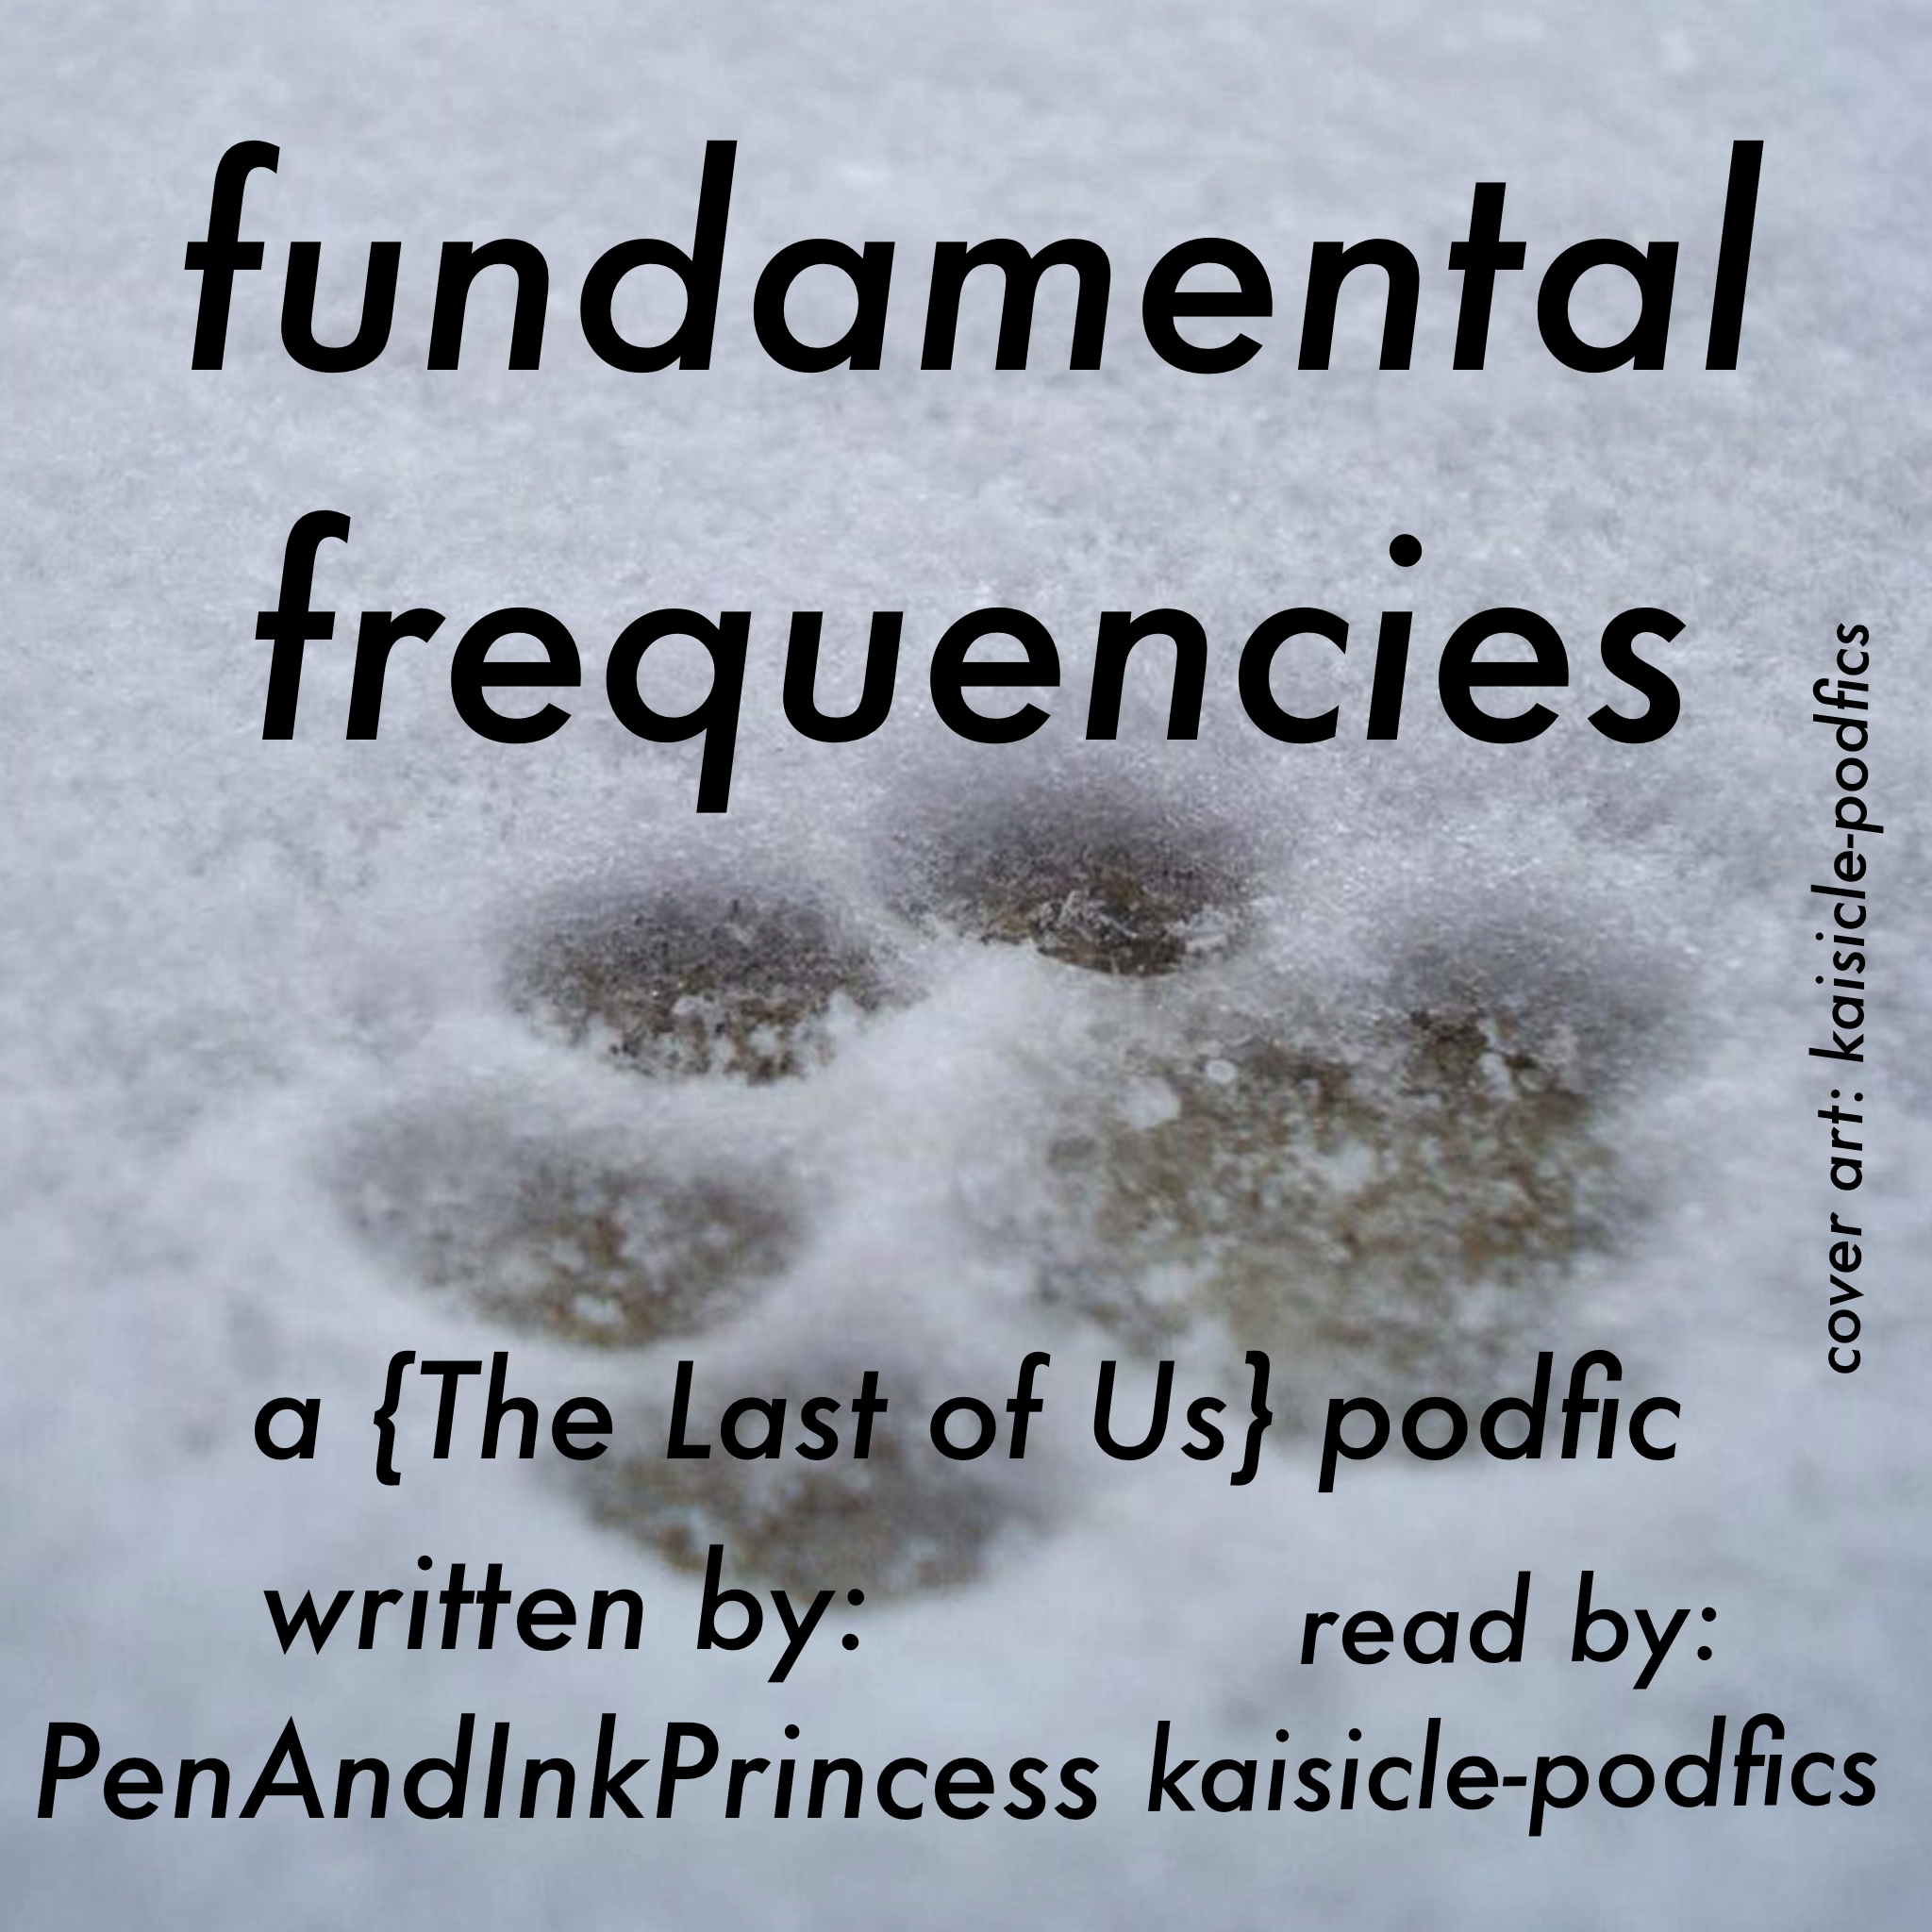 fundamental
frequencies
cover art: kaisicle-podfics
a {The Last of Us} podfic
written by:
PenAndInkPrincess
read by:
kaisicle-podfics